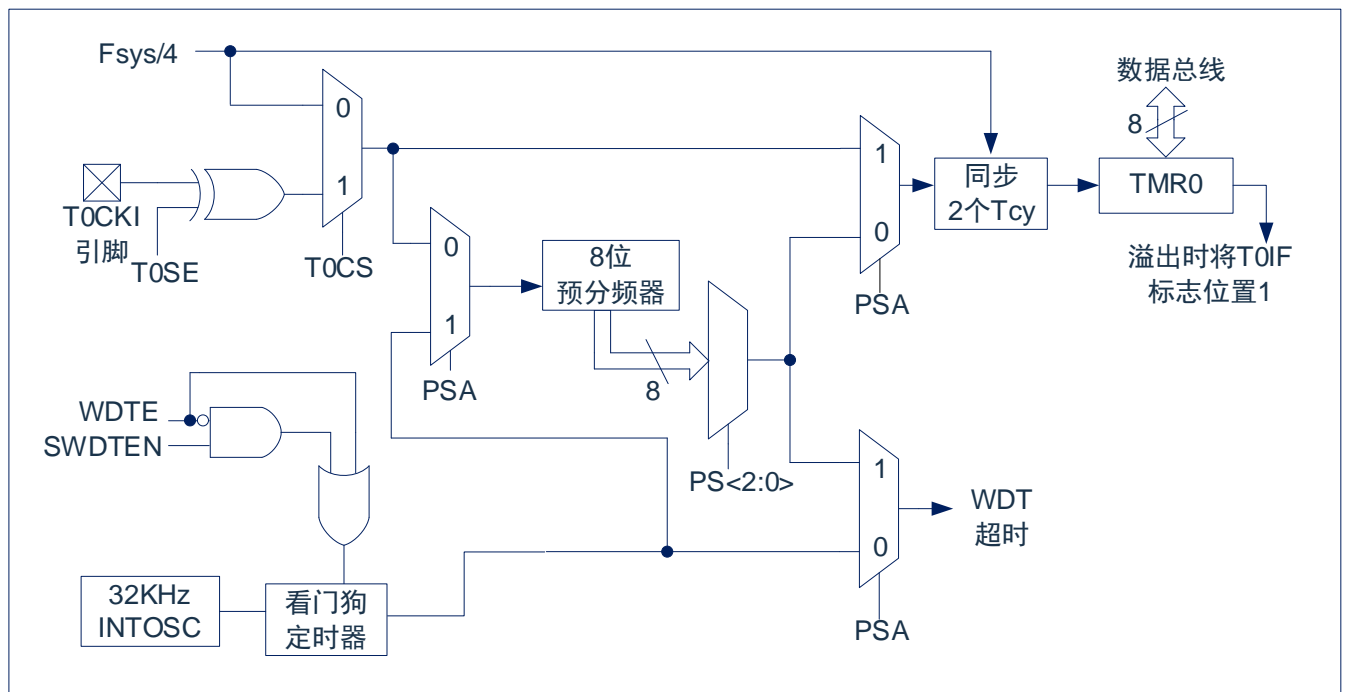 Fsys/4
数据总线
8
0
1
T0CKI
引脚
T0SE
T0CS
1
0
PSA
同步
2个Tcy
TMR0
溢出时将T0IF
标志位置1
0
1
PSA
8位
预分频器
8
PS<2:0>
WDTE
SWDTEN
1
0
PSA
WDT
超时
32KHz
INTOSC
看门狗
定时器